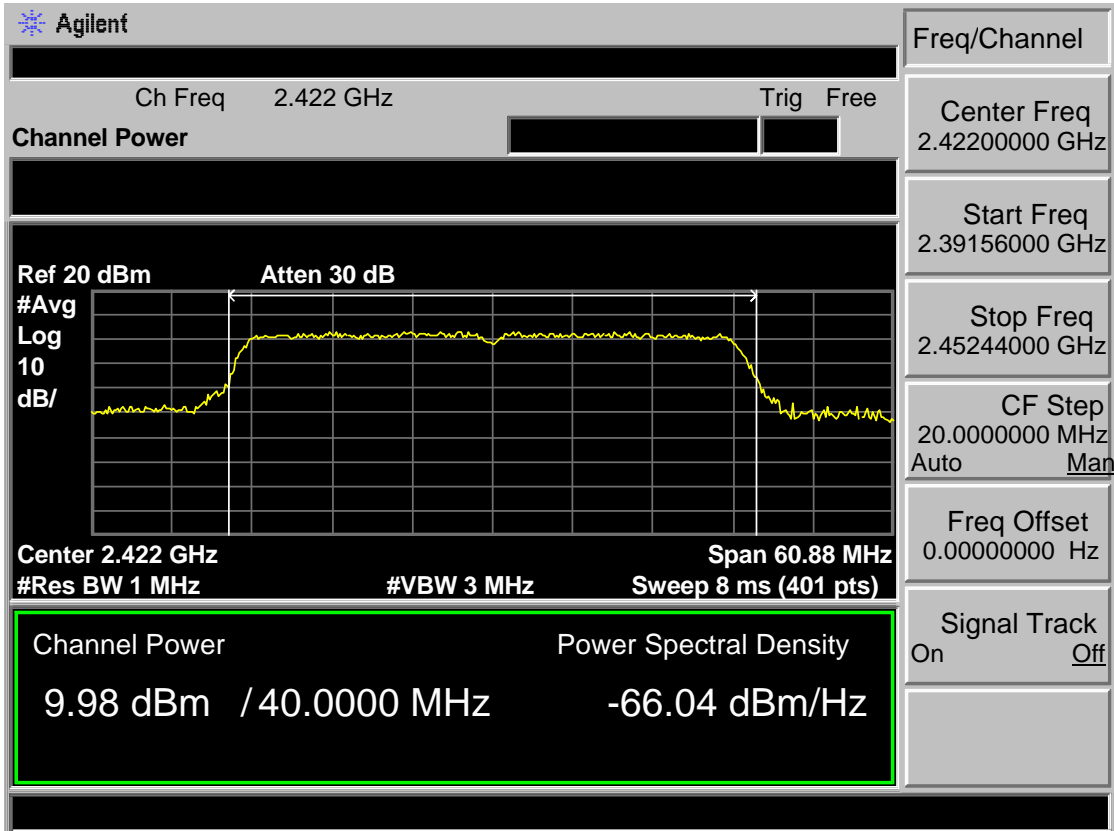 Agilent
Freq/Channel
Ch Freq 2.422 GHz Trig Free
Channel Power
Center Freq
2.42200000 GHz
Start Freq
2.39156000 GHz
Stop Freq
2.45244000 GHz
CF Step
20.0000000 MHz
Auto Man
Freq Offset
0.00000000 Hz
Signal Track
On Off
Ref 20 dBm Atten 30 dB
#Avg
Log
10
dB/
Center 2.422 GHz Span 60.88 MHz
#Res BW 1 MHz #VBW 3 MHz Sweep 8 ms (401 pts)
Channel Power Power Spectral Density
9.98 dBm / 40.0000 MHz -66.04 dBm/Hz